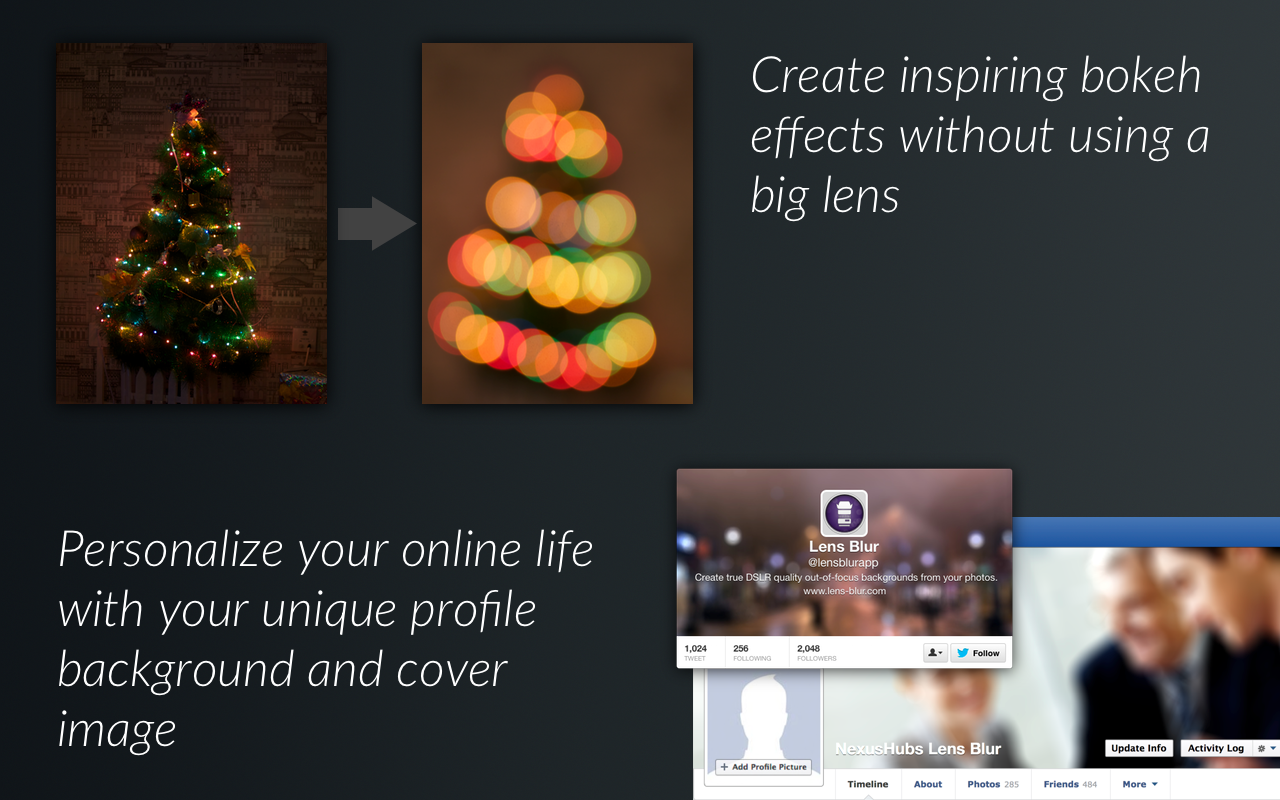 Create inspiring bokeh
effects without using a
big lens
Personalize your online life
with your unique profile
background and cover
image
Lens Blur
@lensblurapp
Create true DSLR quality out-of-focus backgrounds from your photos.
www.lens-blur.com
1,024 256 2,048
TWEET FOLLOWING FOLLOWERS
Follow
NexusHubs Lens Blur
Update Info Activity Log
+ Add Profile Picture
Timeline About Photos 285 Friends 484 More